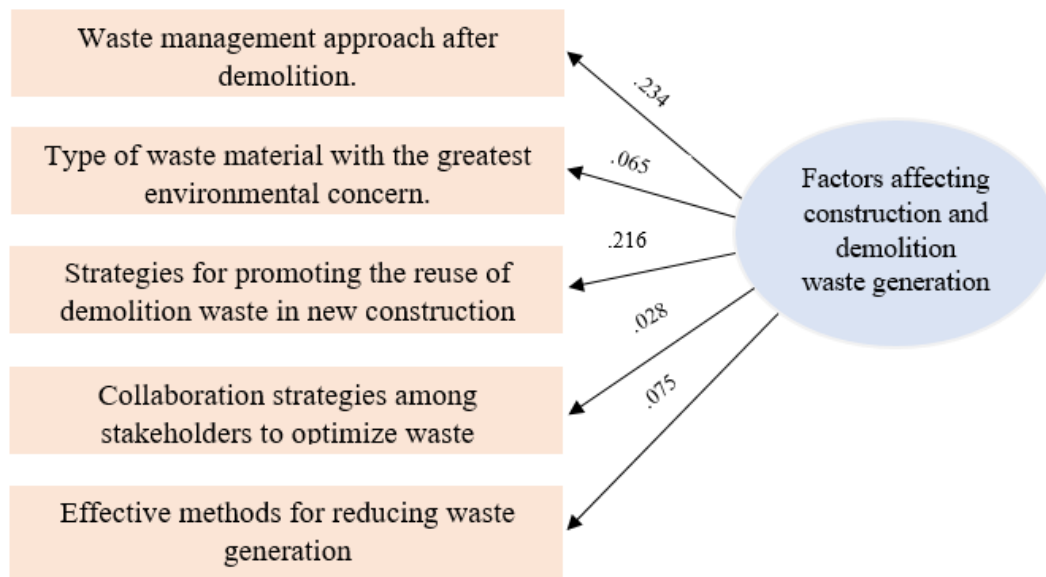 Waste management approach after
demolition.
.234
Type of waste material with the greatest
environmental concern.
.065
Strategies for promoting the reuse of
demolition waste in new construction
.216
Collaboration strategies among
stakeholders to optimize waste
.028
Effective methods for reducing waste
generation
.075
Factors affecting
construction and
demolition
waste generation